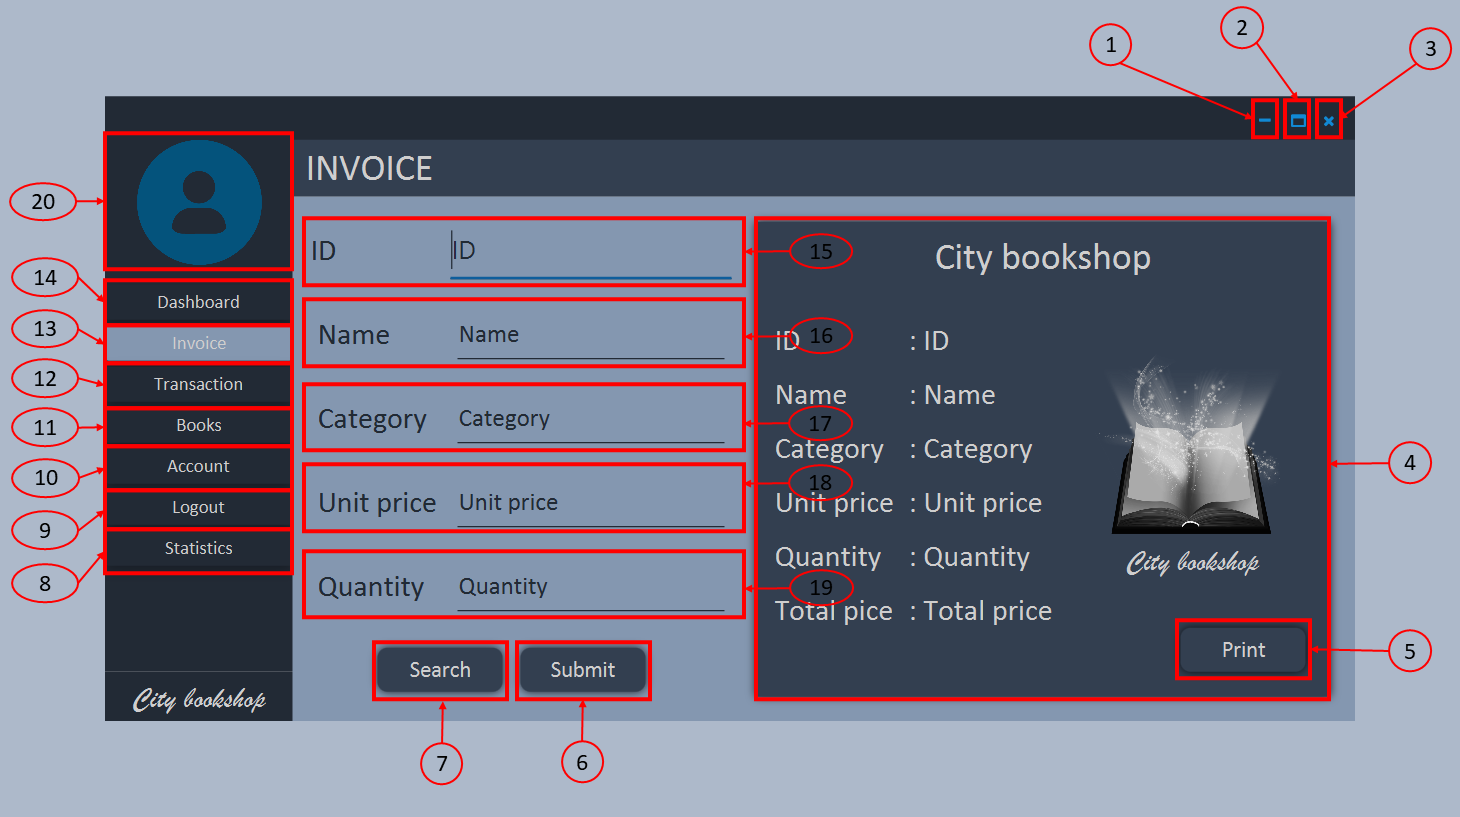 1
2
3
INVOICE
20
ID
ID
15
City bookshop
14
Dashboard
13
Invoice
Name
Name
16
ID : ID
12
Transaction
Name : Name
11
Books
Category
Category
17
Category : Category
4
10
Account
18
9
Logout
Unit price
Unit price
Unit price : Unit price
8
Statistics
Quantity : Quantity
City bookshop
Quantity
Quantity
19
Total pice : Total price
Search
Submit
Print
5
City bookshop
7
6